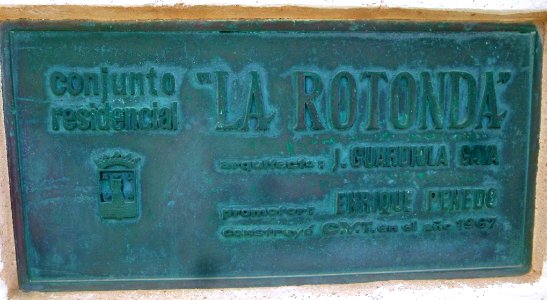 conjunto
residencial "LA ROTONDA"
arquitecto: J. GUARDIOLA GAYA
promotor: ENRIQUE PENEDO
construyó C.Y.T. en el año 1967